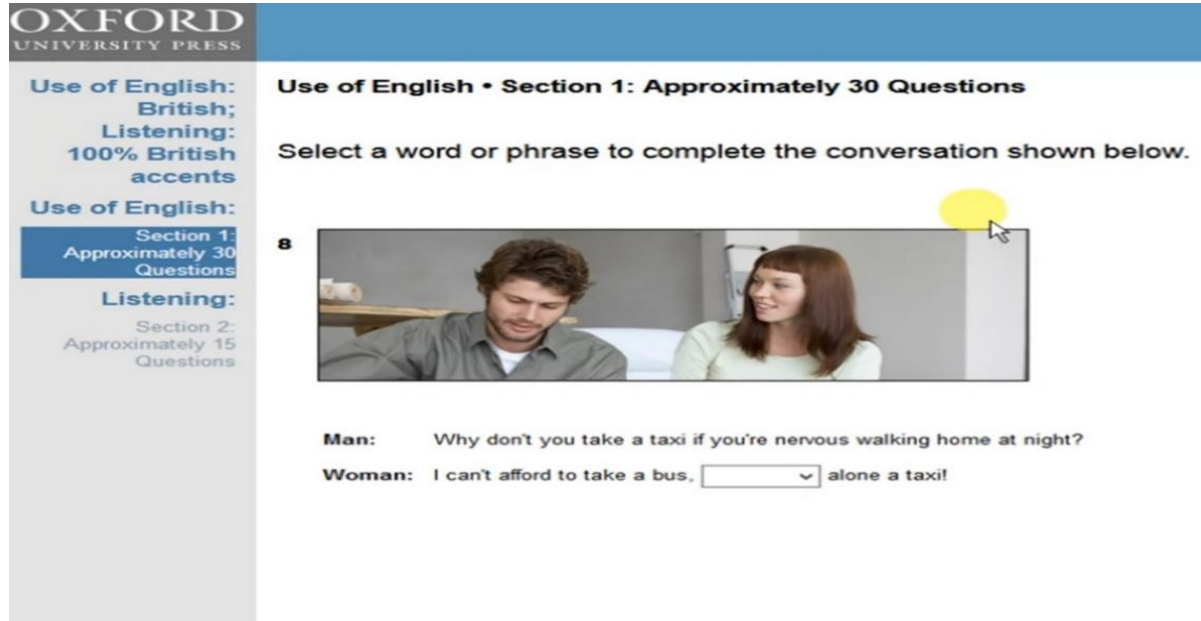 OXFORD
UNIVERSITY PRESS
Use of English:
British;
Listening:
100% British
accents
Use of English:
Section 1:
Approximately 30
Questions
Listening:
Section 2:
Approximately 15
Questions
Use of English • Section 1: Approximately 30 Questions
Select a word or phrase to complete the conversation shown below.
8
Man: Why don't you take a taxi if you're nervous walking home at night?
Woman: I can't afford to take a bus, alone a taxi!